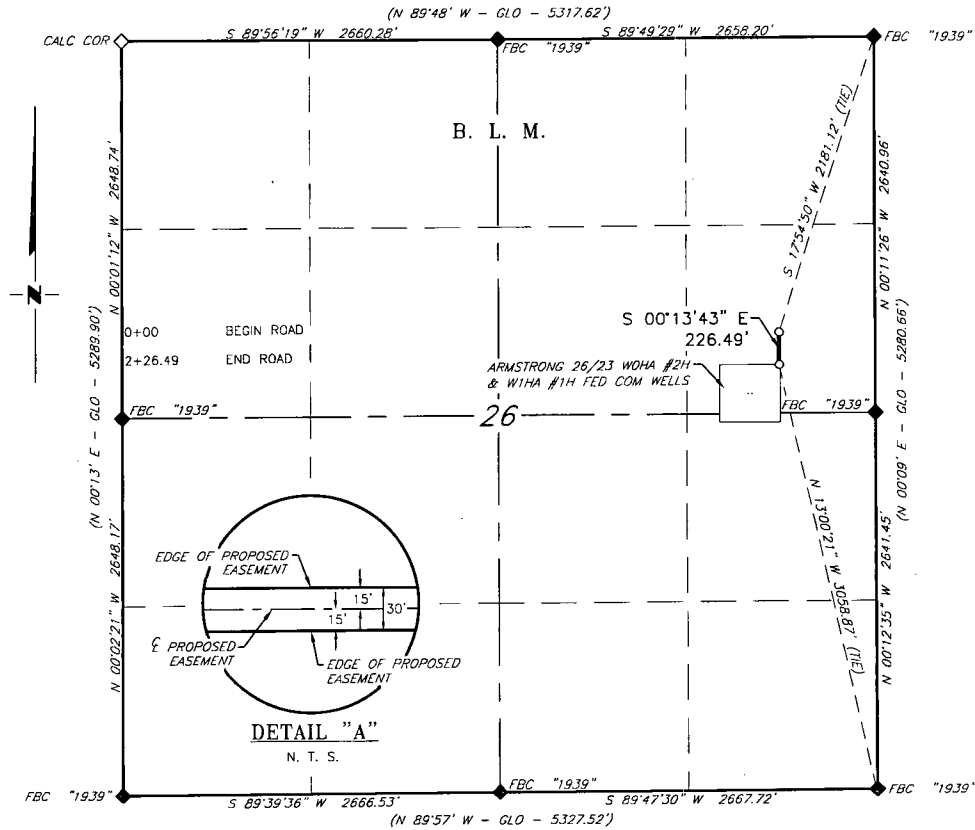 (N 89°48' W - GLO - 5317.62')
CALC COR
S 89°56'19" W 2660.28'
FBC "1939"
S 89°49'29" W 2658.20'
FBC "1939"
B. L. M.
N 00°01'12" W 2648.74'
N 00°11'26" W 2640.96'
S 17°54'50" W 2181.12' (TIE)
N
(N 00°13' E - GLO - 5289.90')
(N 00°09' E - GLO - 5280.66')
0+00 BEGIN ROAD
2+26.49 END ROAD
S 00°13'43" E
226.49'
ARMSTRONG 26/23 W0HA #2H
& W1HA #1H FED COM WELLS
FBC "1939"
26
FBC "1939"
N 00°02'21" W 2648.17'
N 00°12'35" W 2641.45'
N 13°00'21" W 3058.87' (TIE)
EDGE OF PROPOSED
EASEMENT
15'
30'
15'
℄ PROPOSED
EASEMENT
EDGE OF PROPOSED
EASEMENT
DETAIL "A"
N. T. S.
FBC "1939"
S 89°39'36" W 2666.53'
FBC "1939"
S 89°47'30" W 2667.72'
FBC "1939"
(N 89°57' W - GLO - 5327.52')